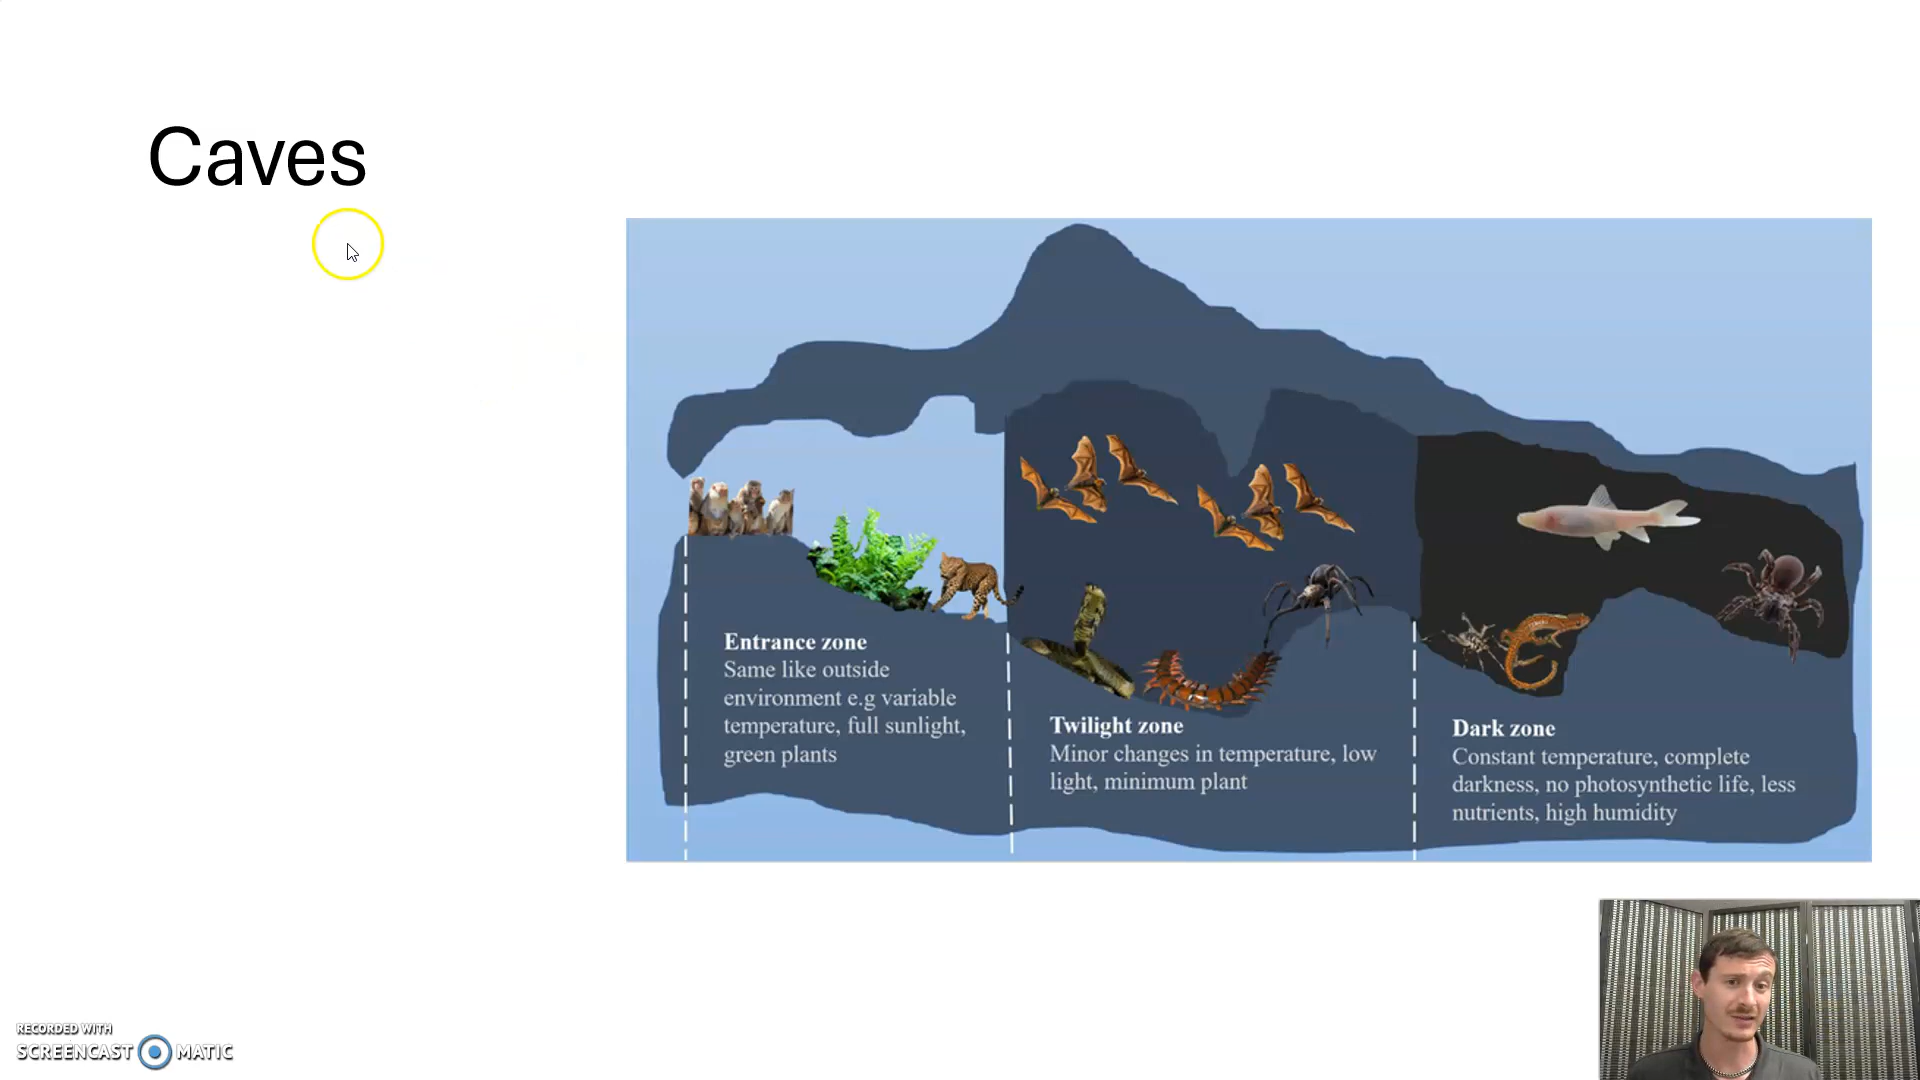 Caves
Entrance zone
Same like outside
environment e.g variable
temperature, full sunlight,
green plants
Twilight zone
Minor changes in temperature, low
light, minimum plant
Dark zone
Constant temperature, complete
darkness, no photosynthetic life, less
nutrients, high humidity
RECORDED WITH
SCREENCAST MATIC